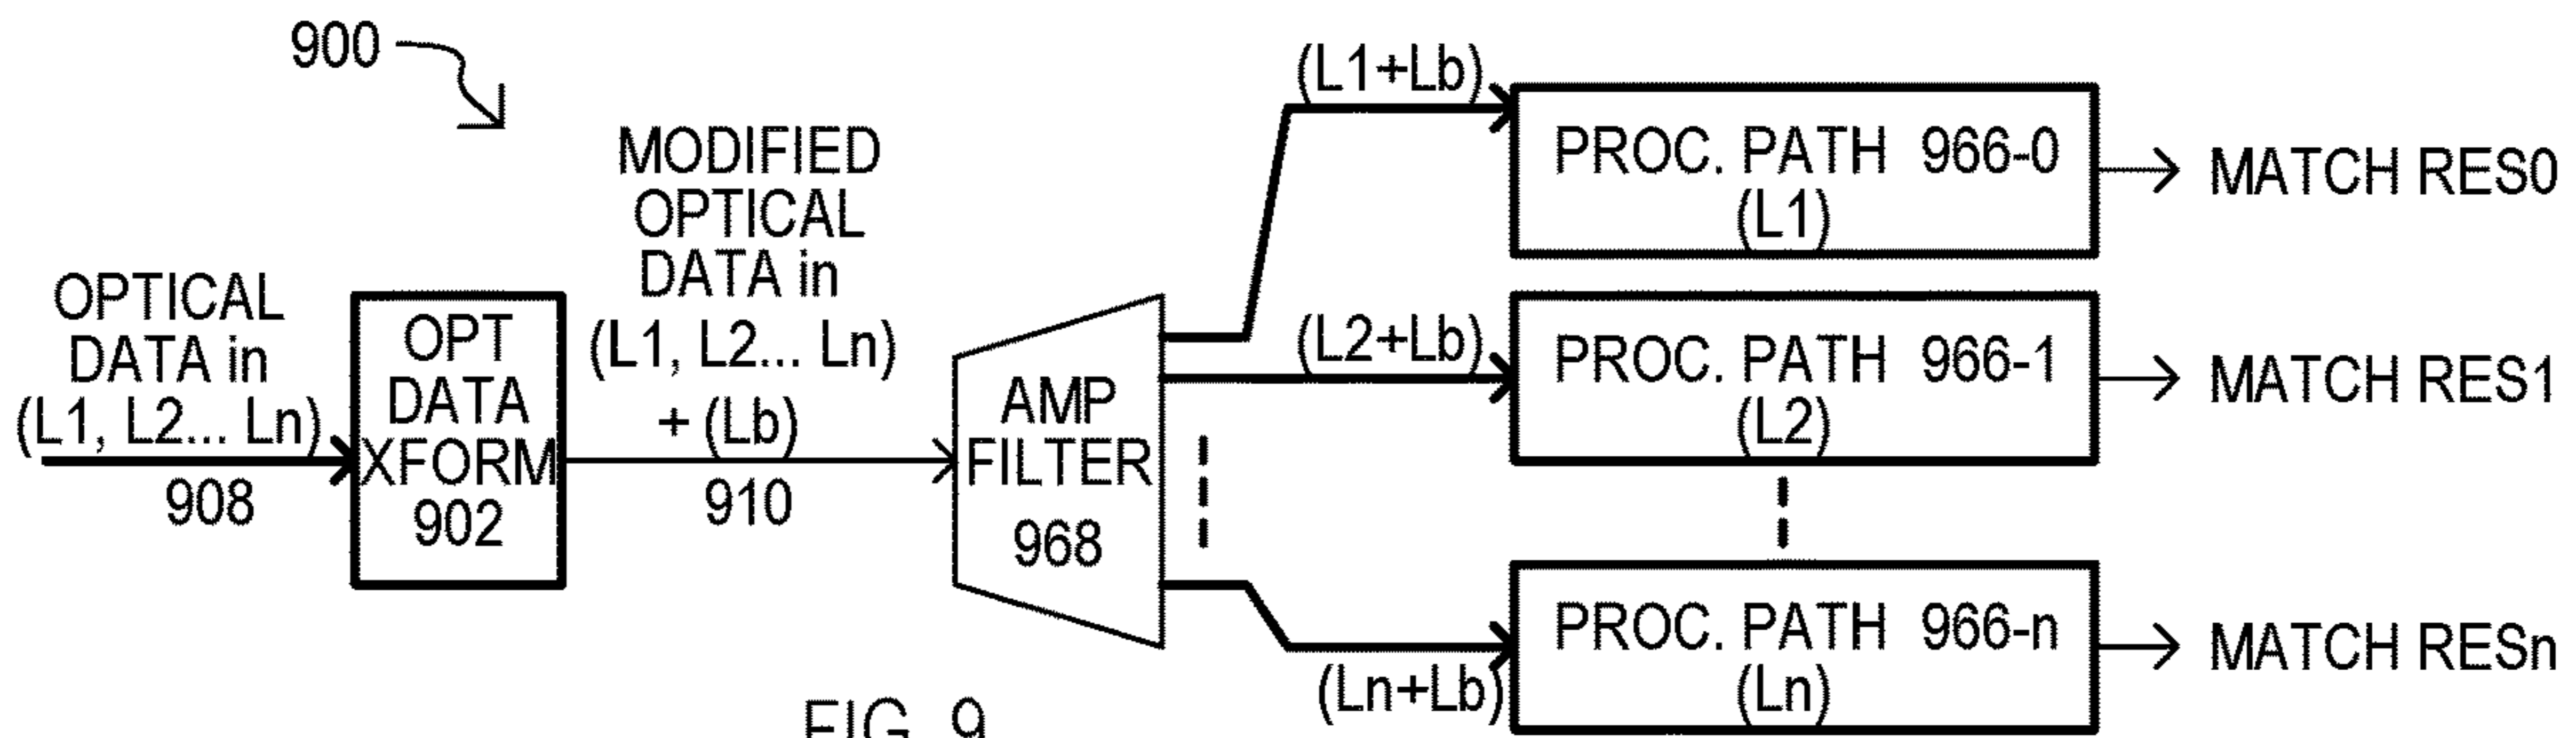 900
OPTICAL
DATA in
(L1, L2... Ln)
908
OPT
DATA
XFORM
902
MODIFIED
OPTICAL
DATA in
(L1, L2... Ln)
+ (Lb)
910
AMP
FILTER
968
(L1+Lb)
PROC. PATH 966-0
(L1)
MATCH RES0
(L2+Lb)
PROC. PATH 966-1
(L2)
MATCH RES1
(Ln+Lb)
PROC. PATH 966-n
(Ln)
MATCH RESn
FIG. 9